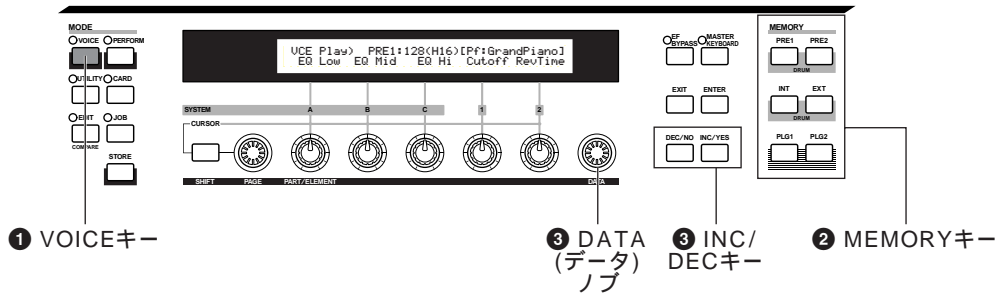 MODE
VOICE PERFORM
UTILITY CARD
EDIT JOB
COMPARE
STORE
VCE Play) PRE1:128(H16)[Pf:GrandPiano]
EQ Low EQ Mid EQ Hi Cutoff RevTime
SYSTEM A B C 1 2
CURSOR
SHIFT PAGE PART/ELEMENT DATA
EF BYPASS MASTER KEYBOARD
EXIT ENTER
DEC/NO INC/YES
MEMORY
PRE1 PRE2
DRUM
INT EXT
DRUM
PLG1 PLG2
❶ VOICEキー
❸ DATA
(データ)
ノブ
❸ INC/
DECキー
❷ MEMORYキー